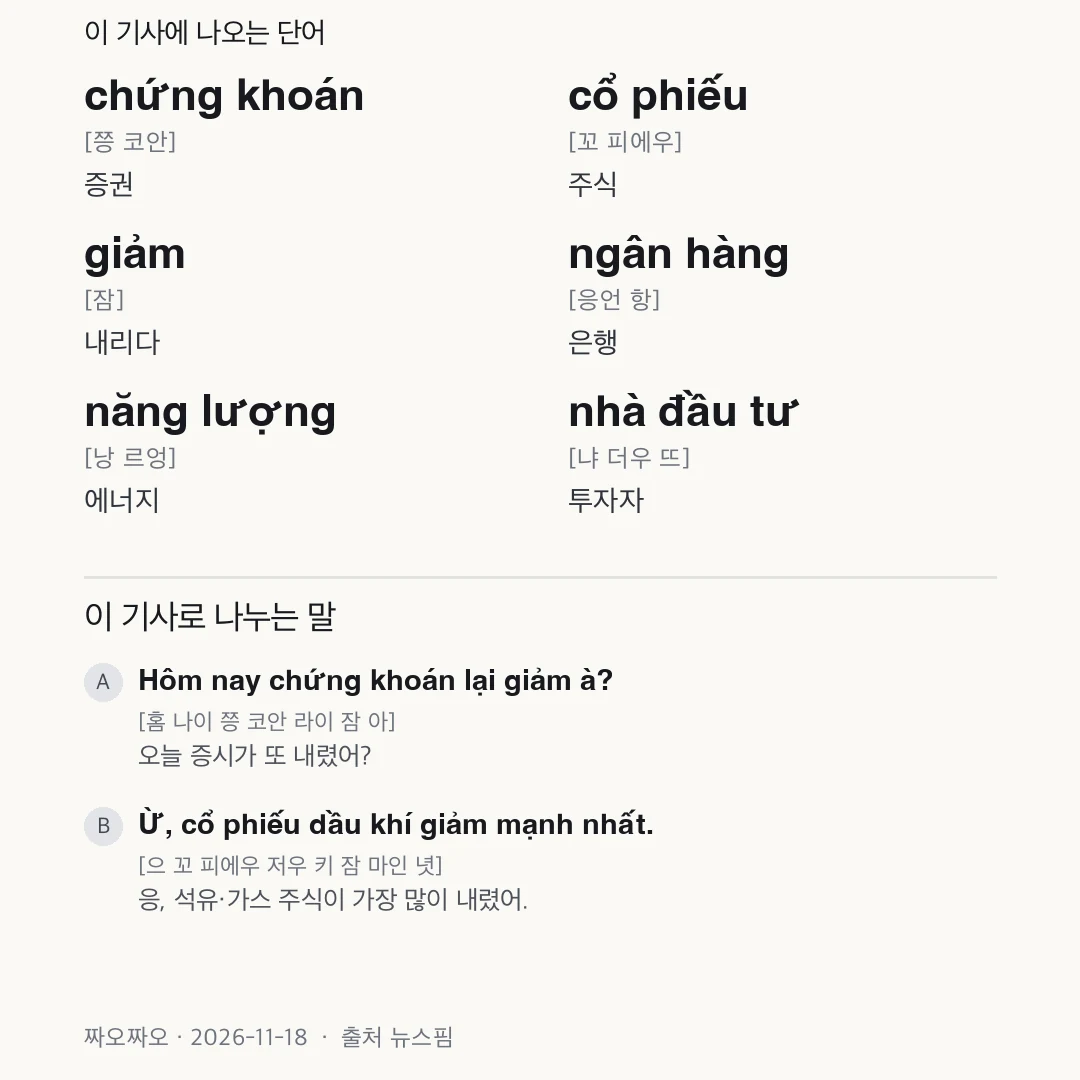 이 기사에 나오는 단어
chứng khoán
[쯩 코안]
증권
cổ phiếu
[꼬 피에우]
주식
giảm
[잠]
내리다
ngân hàng
[응언 항]
은행
năng lượng
[낭 르엉]
에너지
nhà đầu tư
[냐 더우 뜨]
투자자
이 기사로 나누는 말
A
Hôm nay chứng khoán lại giảm à?
[홈 나이 쯩 코안 라이 잠 아]
오늘 증시가 또 내렸어?
B
Ừ, cổ phiếu dầu khí giảm mạnh nhất.
[으 꼬 피에우 저우 키 잠 마인 녓]
응, 석유·가스 주식이 가장 많이 내렸어.
짜오짜오 · 2026-11-18 · 출처 뉴스핌